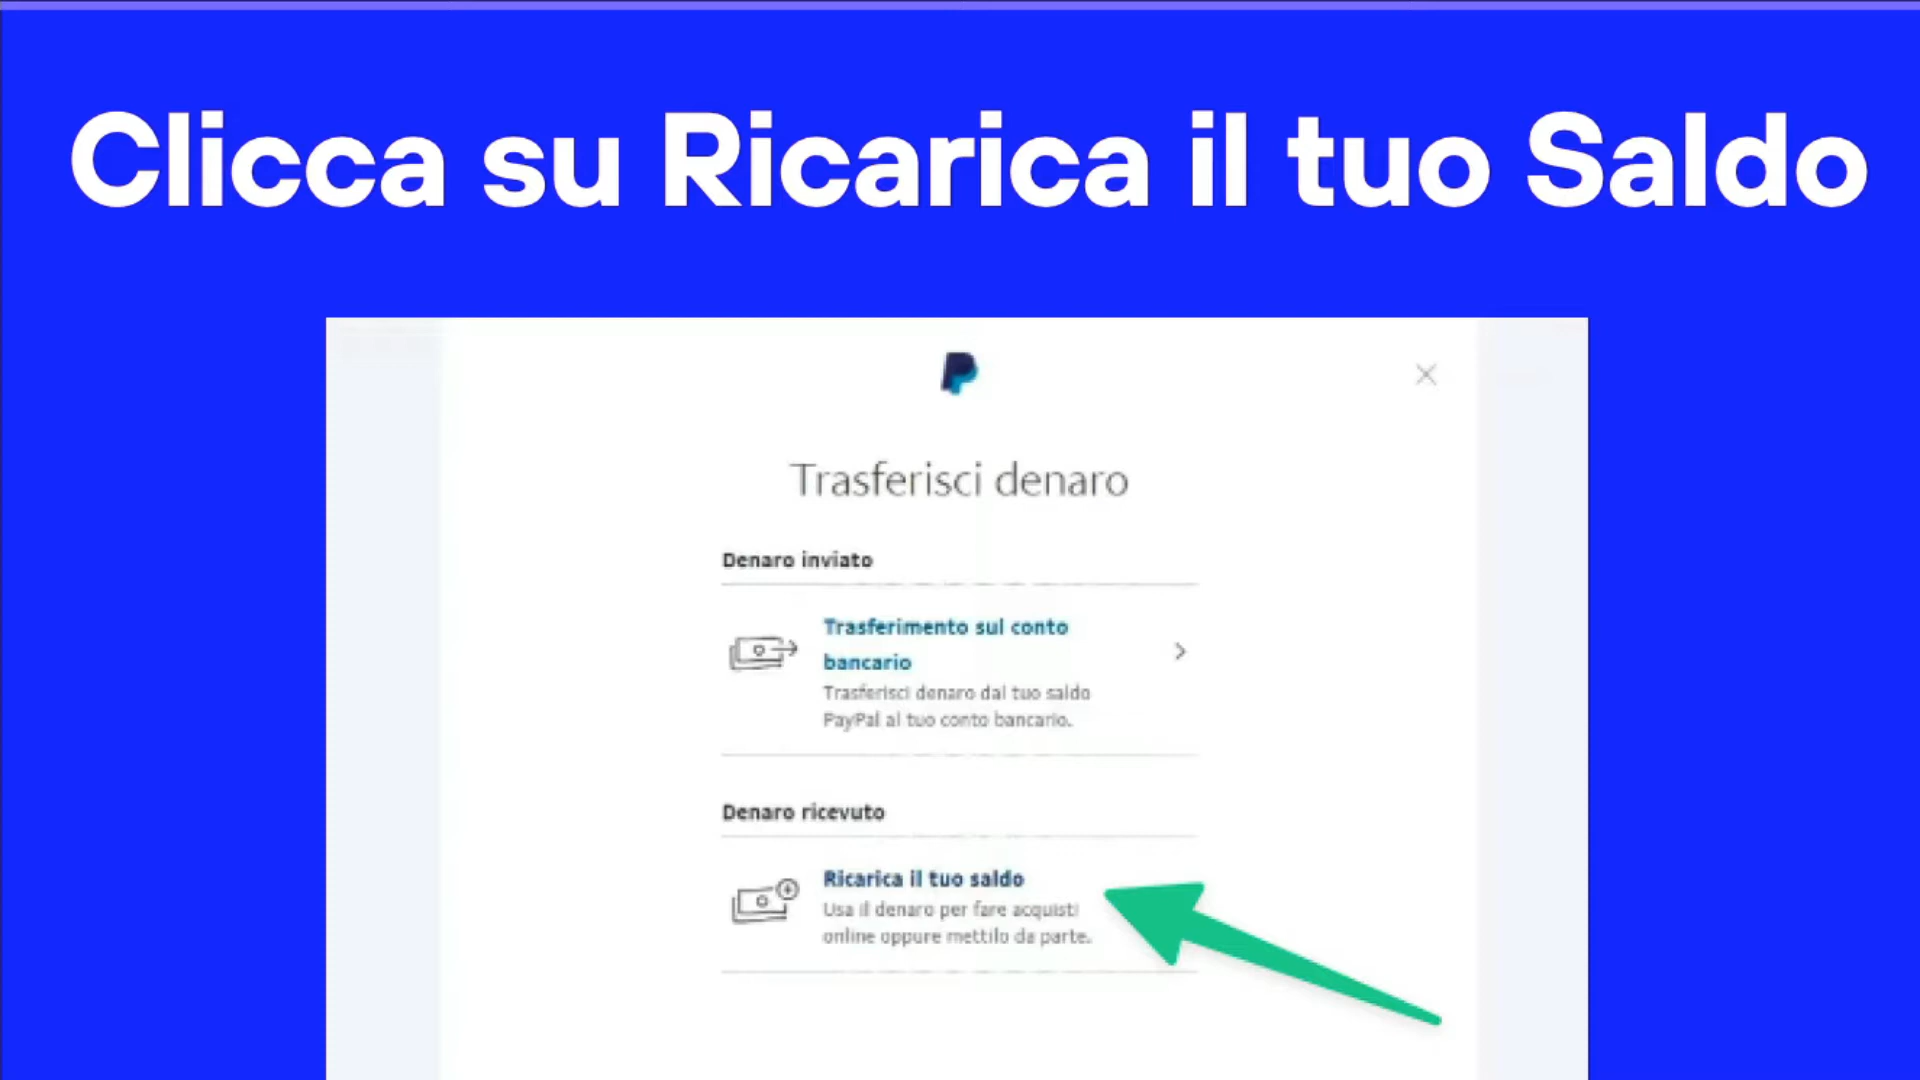 Clicca su Ricarica il tuo Saldo
Trasferisci denaro
Denaro inviato
Trasferimento sul conto
bancario
Trasferisci denaro dal tuo saldo
PayPal al tuo conto bancario.
Denaro ricevuto
Ricarica il tuo saldo
Usa il denaro per fare acquisti
online oppure mettilo da parte.